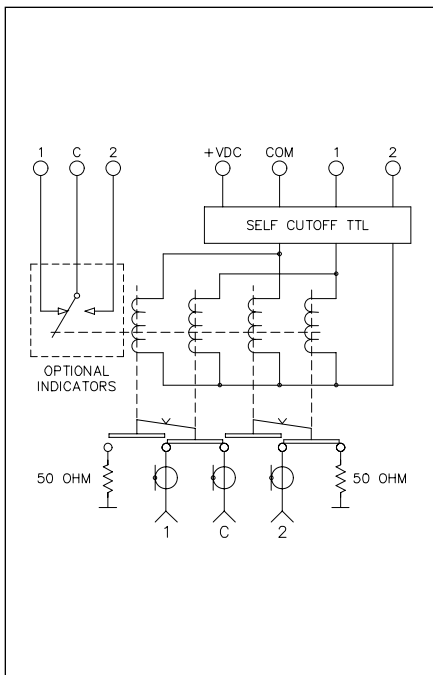 1 C 2 +VDC COM 1 2
SELF CUTOFF TTL
OPTIONAL
INDICATORS
50 OHM 50 OHM
1 C 2